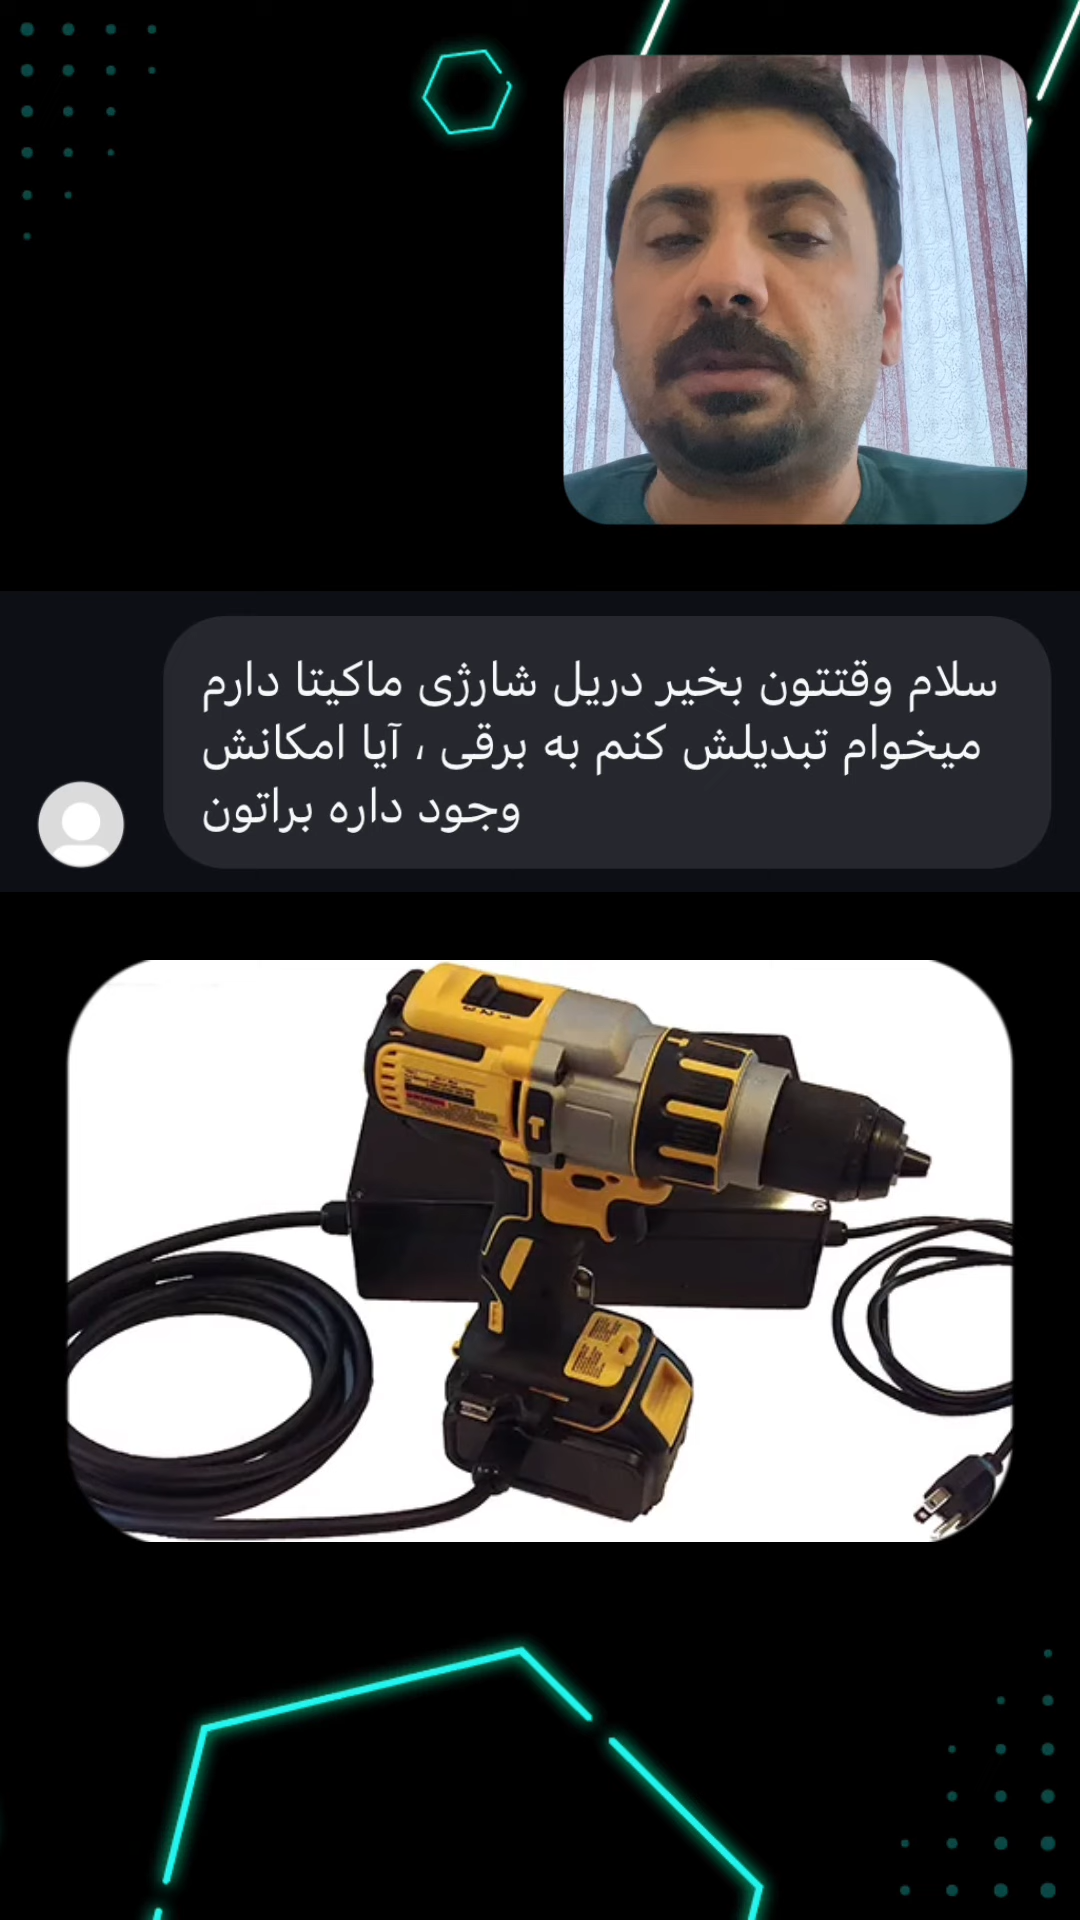 سلام وقتتون بخیر دریل شارژی ماکیتا دارم
میخوام تبدیلش کنم به برقی ، آیا امکانش
وجود داره براتون